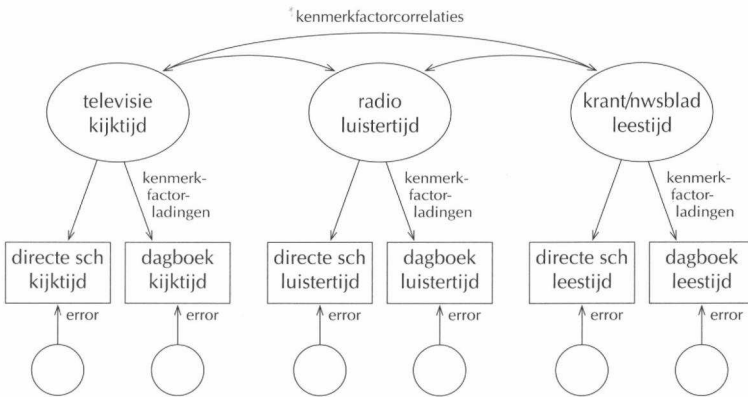 kenmerkfactorcorrelaties
televisie
kijktijd
radio
luistertijd
krant/nwsblad
leestijd
kenmerk-
factor-
ladingen
kenmerk-
factor-
ladingen
kenmerk-
factor-
ladingen
directe sch
kijktijd
dagboek
kijktijd
directe sch
luistertijd
dagboek
luistertijd
directe sch
leestijd
dagboek
leestijd
error
error
error
error
error
error